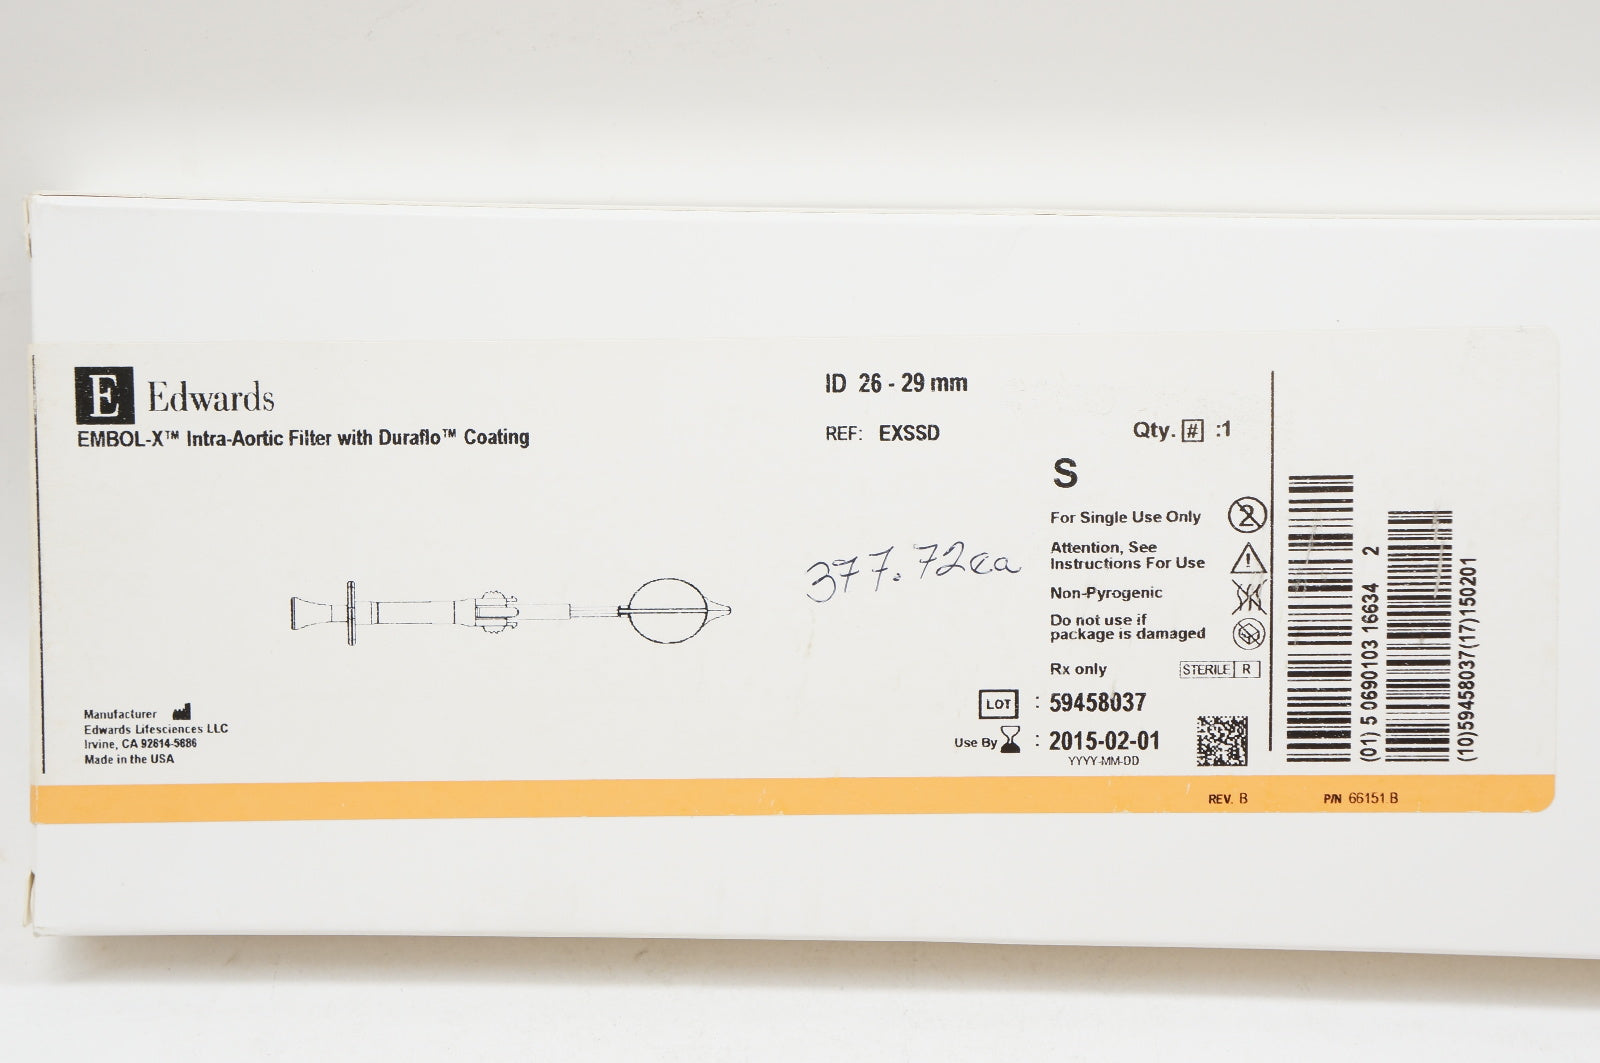 E Edwards
EMBOL-X™ Intra-Aortic Filter with Duraflo™ Coating
ID 26 - 29 mm
REF: EXSSD
Qty. # :1
S
For Single Use Only
2
Attention, See
Instructions For Use
Non-Pyrogenic
Do not use if
package is damaged
Rx only
STERILE R
377.72ea
LOT : 59458037
Use By : 2015-02-01
YYYY-MM-DD
Manufacturer
Edwards Lifesciences LLC
Irvine, CA 92614-5686
Made in the USA
(01) 5 0690103 16634 2
(10)59458037(17)150201
REV. B
P/N 66151 B